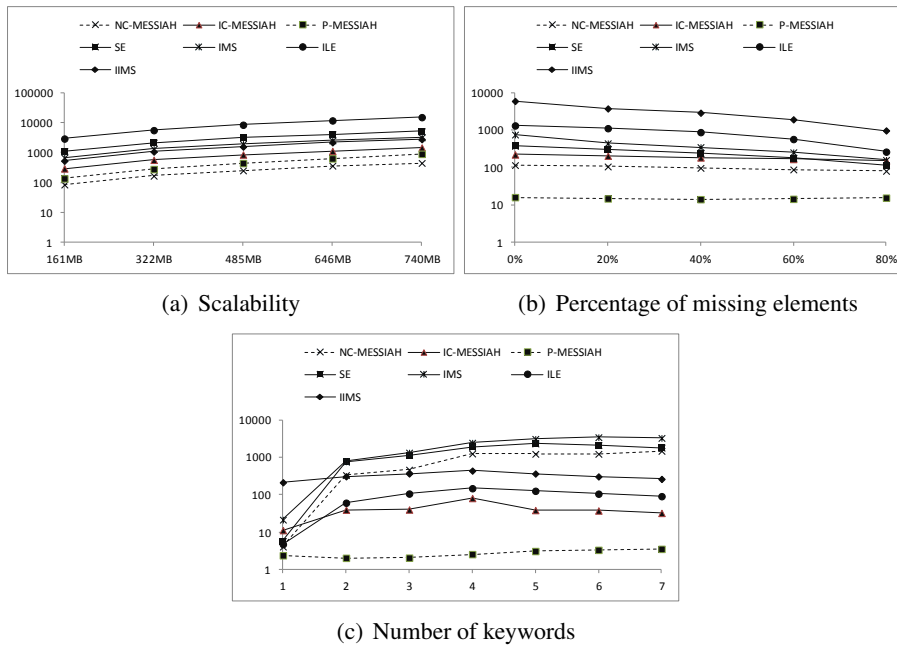 NC-MESSIAH IC-MESSIAH P-MESSIAH
SE IMS ILE
IIMS
100000
10000
1000
100
10
1
161MB 322MB 485MB 646MB 740MB
(a) Scalability
NC-MESSIAH IC-MESSIAH P-MESSIAH
SE IMS ILE
IIMS
10000
1000
100
10
1
0% 20% 40% 60% 80%
(b) Percentage of missing elements
NC-MESSIAH IC-MESSIAH P-MESSIAH
SE IMS ILE
IIMS
10000
1000
100
10
1
1 2 3 4 5 6 7
(c) Number of keywords